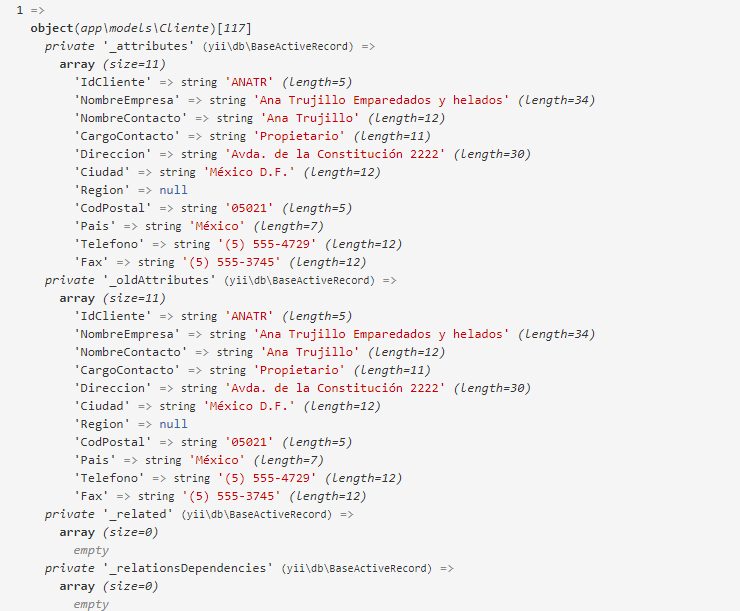 1 =>
object(app\models\Cliente)[117]
private '_attributes' (yii\db\BaseActiveRecord) =>
array (size=11)
'IdCliente' => string 'ANATR' (length=5)
'NombreEmpresa' => string 'Ana Trujillo Emparedados y helados' (length=34)
'NombreContacto' => string 'Ana Trujillo' (length=12)
'CargoContacto' => string 'Propietario' (length=11)
'Direccion' => string 'Avda. de la Constitución 2222' (length=30)
'Ciudad' => string 'México D.F.' (length=12)
'Region' => null
'CodPostal' => string '05021' (length=5)
'Pais' => string 'México' (length=7)
'Telefono' => string '(5) 555-4729' (length=12)
'Fax' => string '(5) 555-3745' (length=12)
private '_oldAttributes' (yii\db\BaseActiveRecord) =>
array (size=11)
'IdCliente' => string 'ANATR' (length=5)
'NombreEmpresa' => string 'Ana Trujillo Emparedados y helados' (length=34)
'NombreContacto' => string 'Ana Trujillo' (length=12)
'CargoContacto' => string 'Propietario' (length=11)
'Direccion' => string 'Avda. de la Constitución 2222' (length=30)
'Ciudad' => string 'México D.F.' (length=12)
'Region' => null
'CodPostal' => string '05021' (length=5)
'Pais' => string 'México' (length=7)
'Telefono' => string '(5) 555-4729' (length=12)
'Fax' => string '(5) 555-3745' (length=12)
private '_related' (yii\db\BaseActiveRecord) =>
array (size=0)
empty
private '_relationsDependencies' (yii\db\BaseActiveRecord) =>
array (size=0)
empty